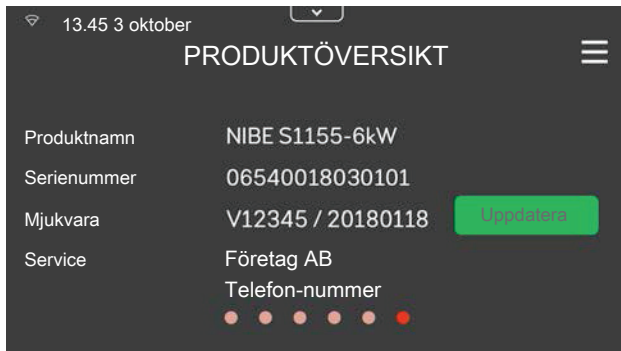 13.45 3 oktober
PRODUKTÖVERSIKT
Produktnamn NIBE S1155-6kW
Serienummer 06540018030101
Mjukvara V12345 / 20180118 Uppdatera
Service Företag AB
Telefon-nummer